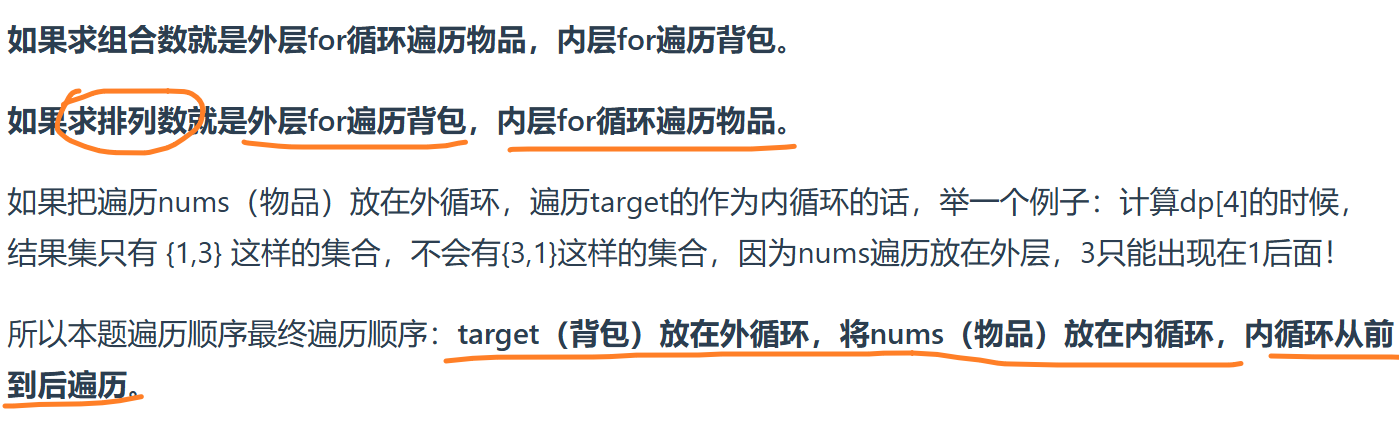 如果求组合数就是外层for循环遍历物品，内层for遍历背包。
如果求排列数就是外层for遍历背包，内层for循环遍历物品。
如果把遍历nums（物品）放在外循环，遍历target的作为内循环的话，举一个例子：计算dp[4]的时候，
结果集只有 {1,3} 这样的集合，不会有{3,1}这样的集合，因为nums遍历放在外层，3只能出现在1后面！
所以本题遍历顺序最终遍历顺序：target（背包）放在外循环，将nums（物品）放在内循环，内循环从前
到后遍历。